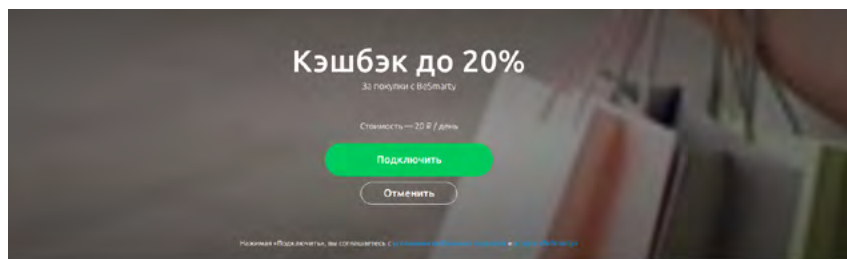 Кэшбэк до 20%
За покупки с BeSmarty
Стоимость — 20 ₽ / день
Подключить
Отменить
Нажимая «Подключить», вы соглашаетесь с